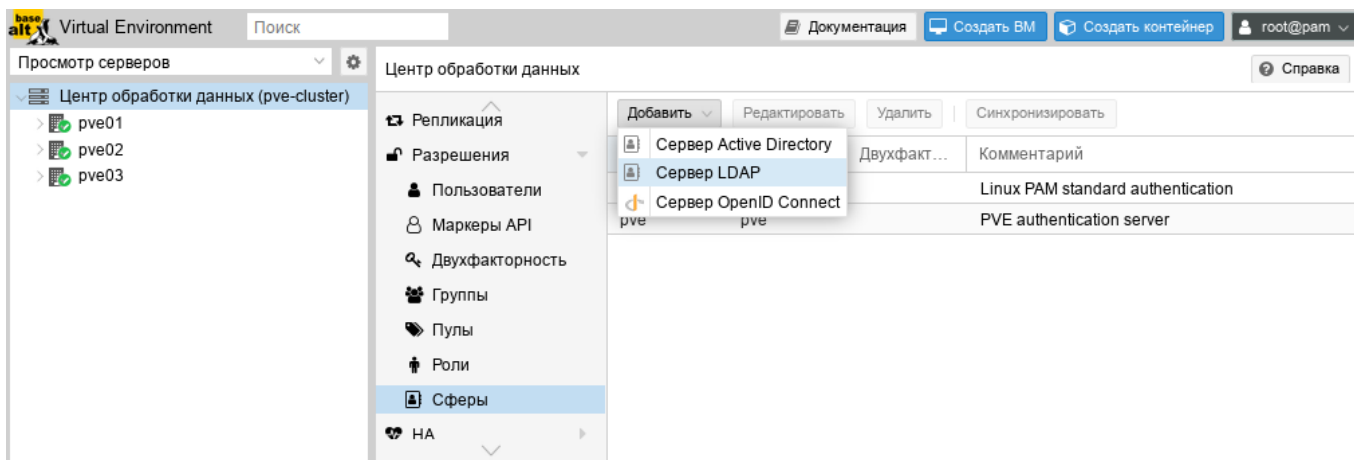 base alt Virtual Environment Поиск Документация Создать ВМ Создать контейнер root@pam
Просмотр серверов
Центр обработки данных Справка
Центр обработки данных (pve-cluster)
pve01
pve02
pve03
Репликация
Разрешения
Пользователи
Маркеры API
Двухфакторность
Группы
Пулы
Роли
Сферы
HA
Добавить Редактировать Удалить Синхронизировать
Сервер Active Directory
Сервер LDAP
Сервер OpenID Connect
Двухфакт... Комментарий
Linux PAM standard authentication
pve pve PVE authentication server